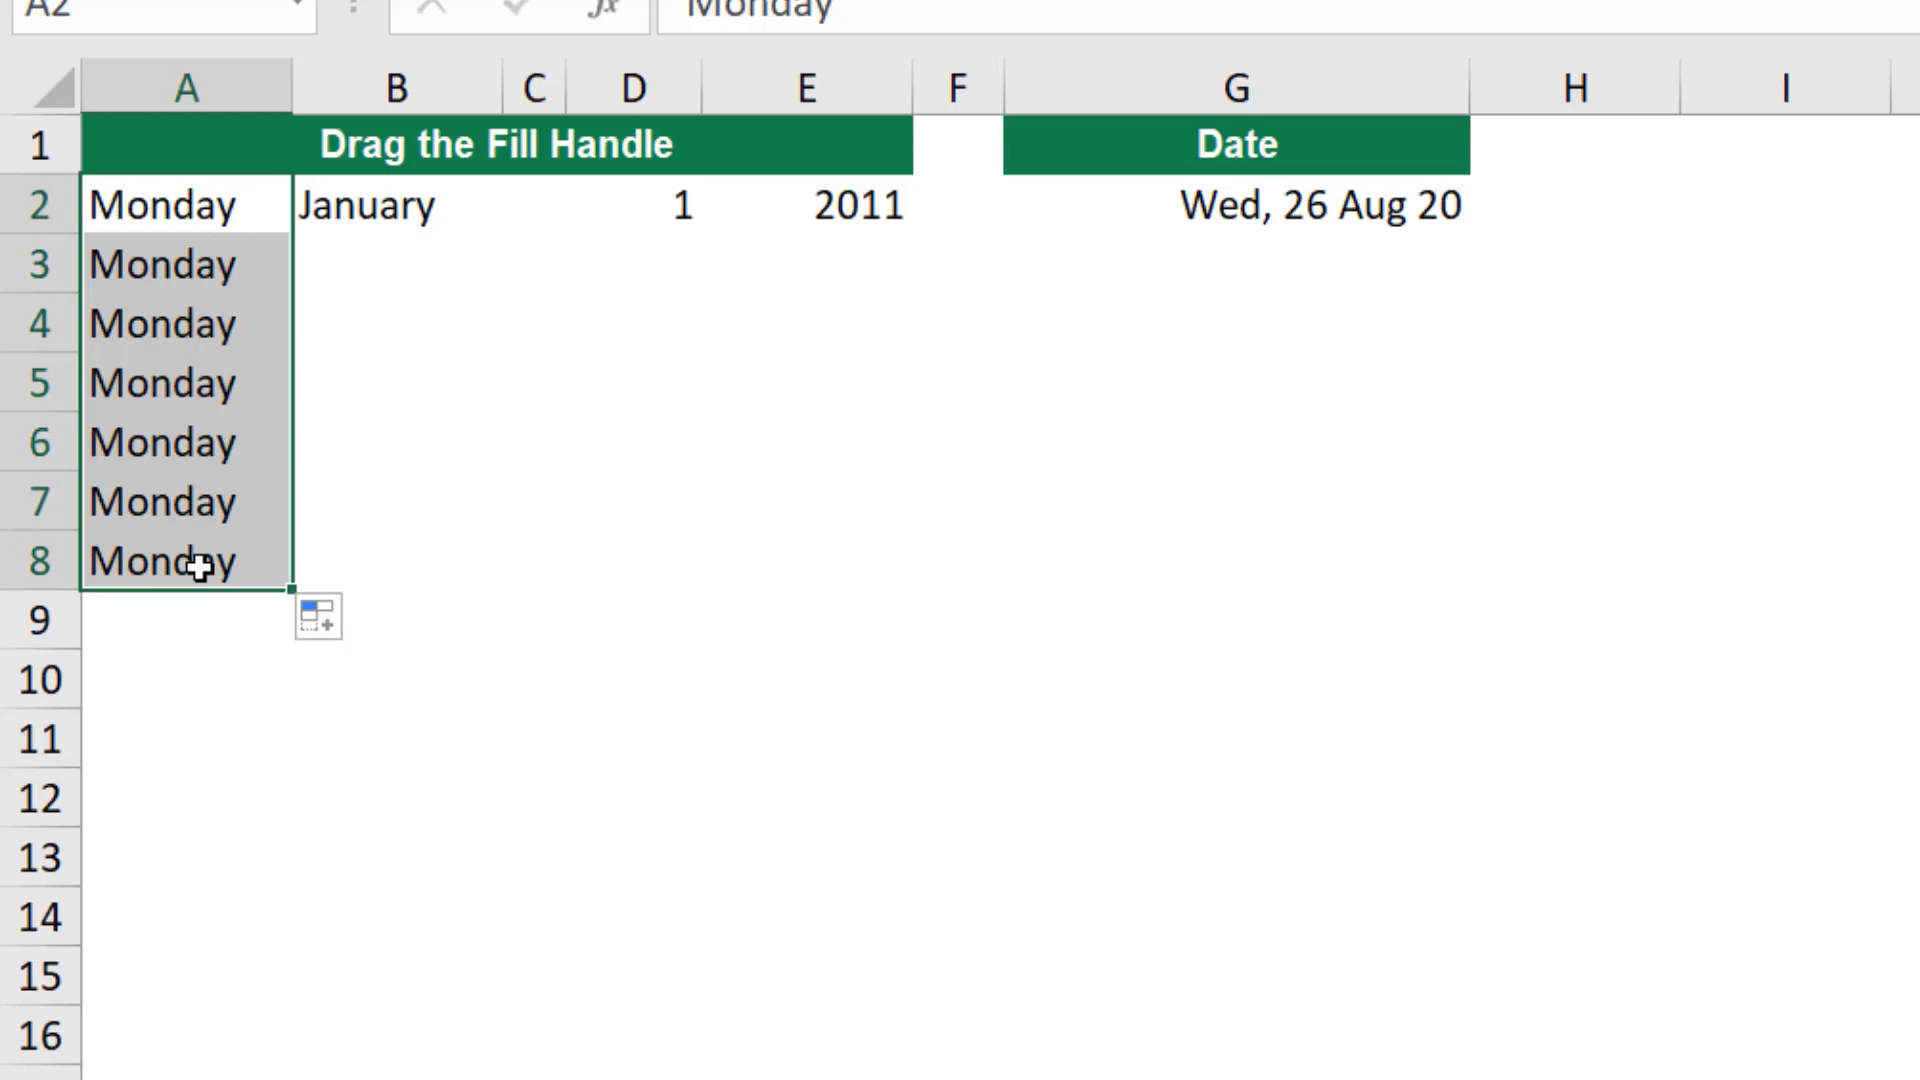 A2 fx Monday
A B C D E F G H I
1 Drag the Fill Handle Date
2 Monday January 1 2011 Wed, 26 Aug 20
3 Monday
4 Monday
5 Monday
6 Monday
7 Monday
8 Monday
9
10
11
12
13
14
15
16